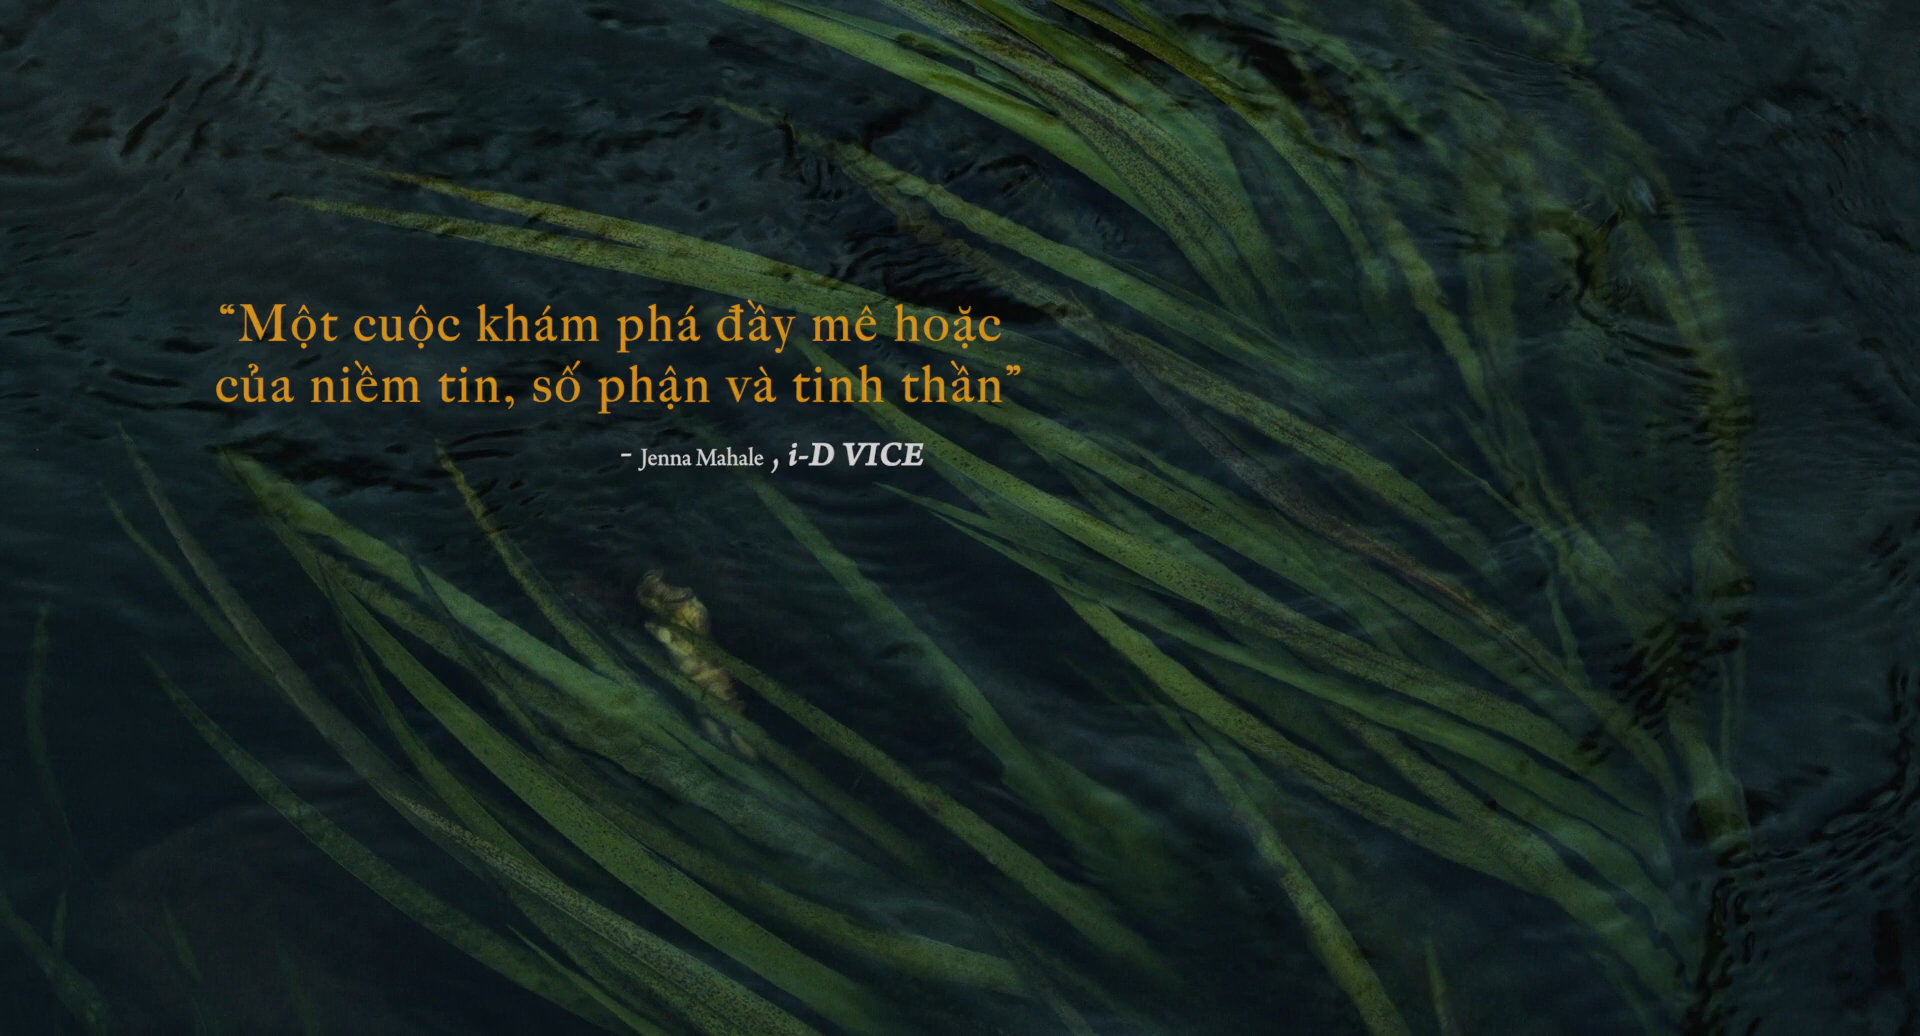 “Một cuộc khám phá đầy mê hoặc
của niềm tin, số phận và tinh thần”
- Jenna Mahale , i-D VICE